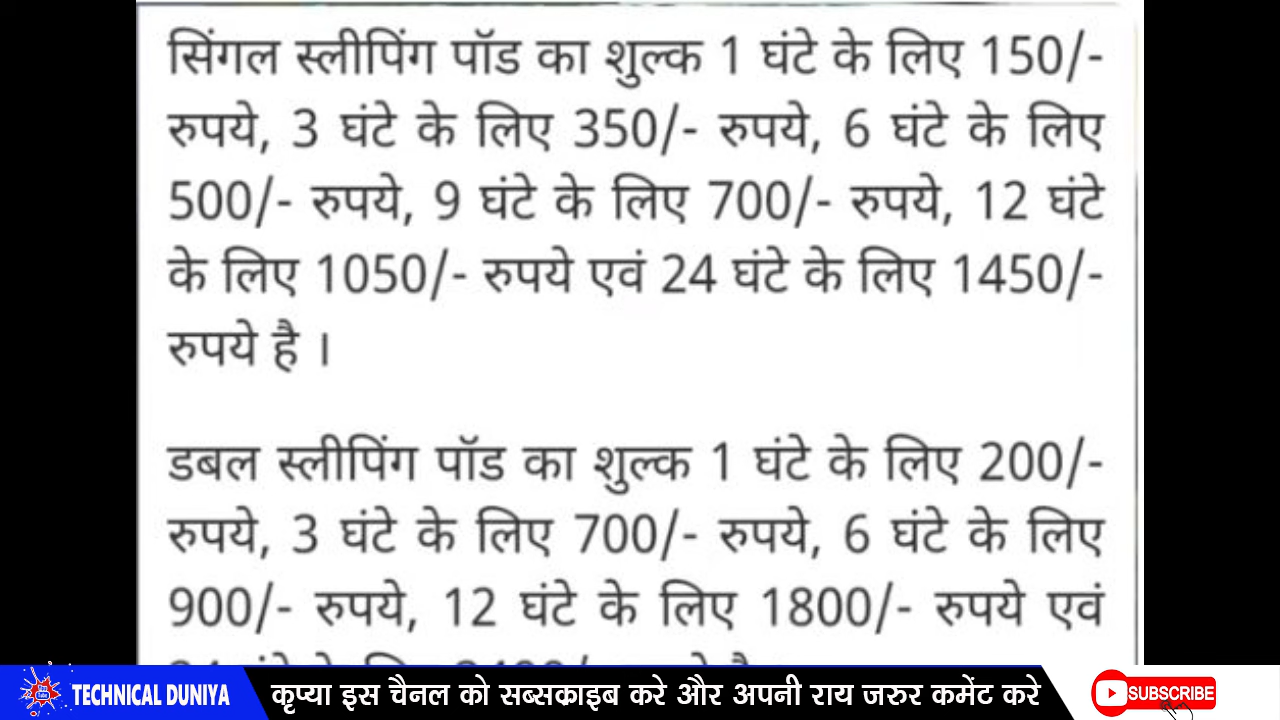 सिंगल स्लीपिंग पॉड का शुल्क 1 घंटे के लिए 150/-
रुपये, 3 घंटे के लिए 350/- रुपये, 6 घंटे के लिए
500/- रुपये, 9 घंटे के लिए 700/- रुपये, 12 घंटे
के लिए 1050/- रुपये एवं 24 घंटे के लिए 1450/-
रुपये है ।
डबल स्लीपिंग पॉड का शुल्क 1 घंटे के लिए 200/-
रुपये, 3 घंटे के लिए 700/- रुपये, 6 घंटे के लिए
900/- रुपये, 12 घंटे के लिए 1800/- रुपये एवं
TECHNICAL DUNIYA
कृप्या इस चैनल को सब्सक्राइब करे और अपनी राय जरुर कमेंट करे
SUBSCRIBE